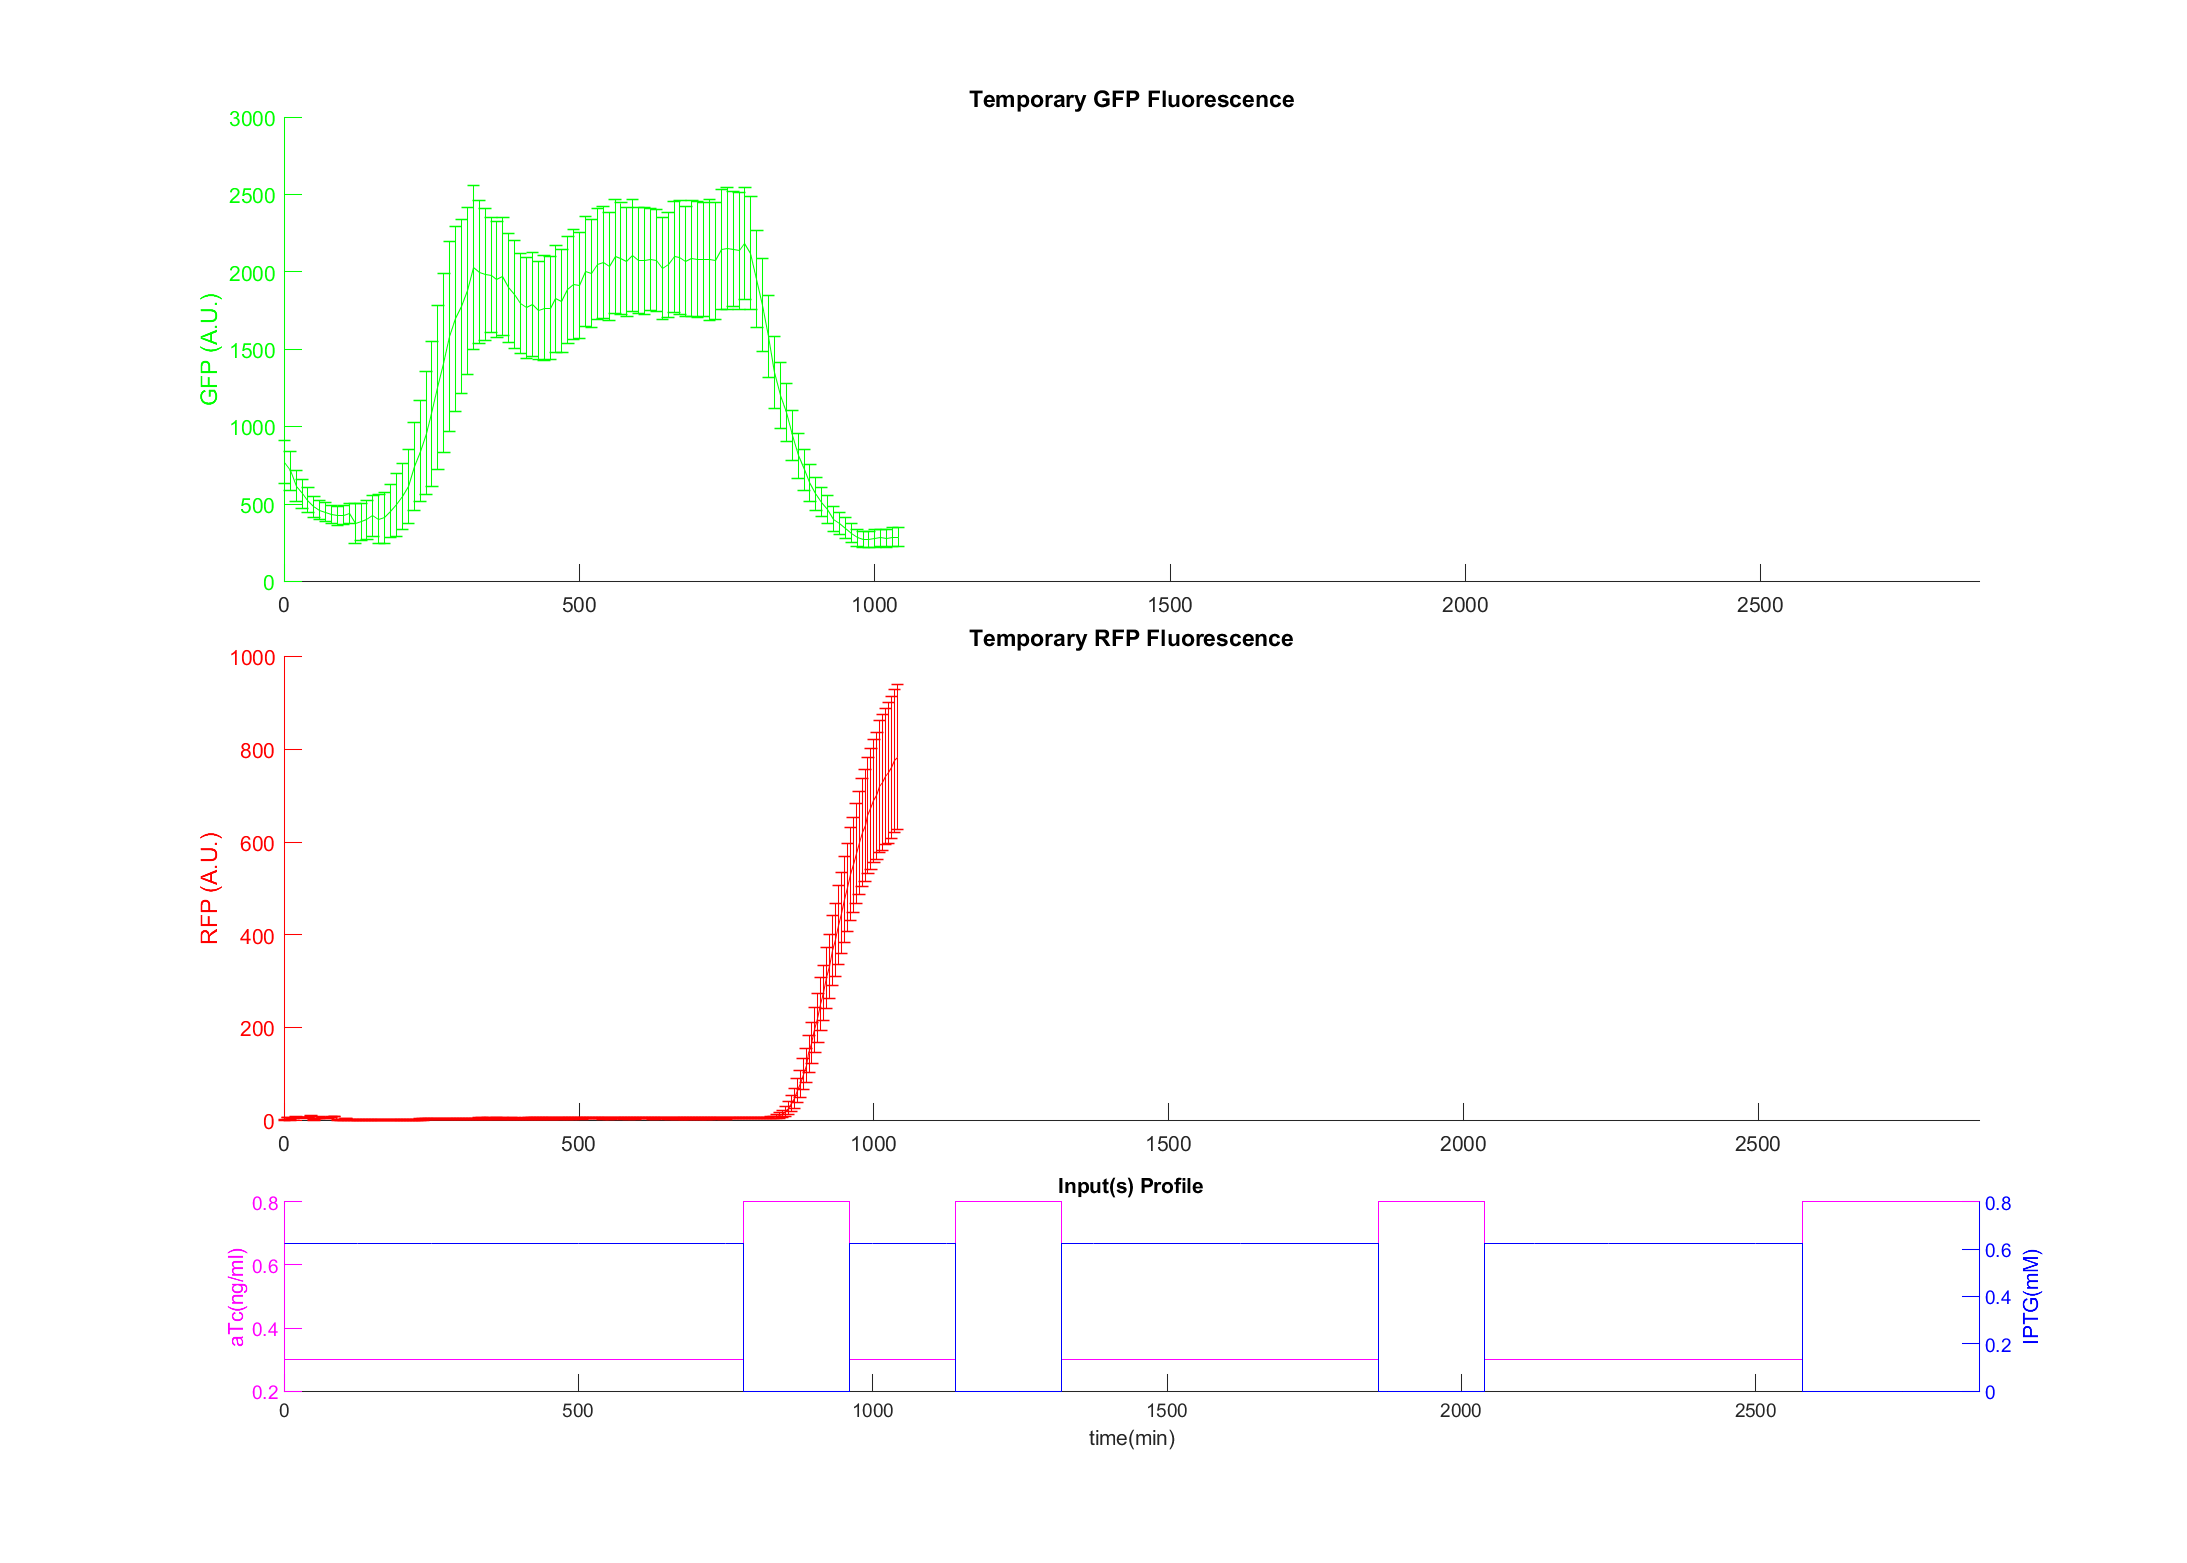 Temporary GFP Fluorescence
GFP (A.U.)
3000
2500
2000
1500
1000
500
0
0 500 1000 1500 2000 2500
Temporary RFP Fluorescence
RFP (A.U.)
1000
800
600
400
200
0
0 500 1000 1500 2000 2500
Input(s) Profile
aTc(ng/ml)
0.8
0.6
0.4
0.2
0.8
0.6
0.4
0.2
0
IPTG(mM)
0 500 1000 1500 2000 2500
time(min)